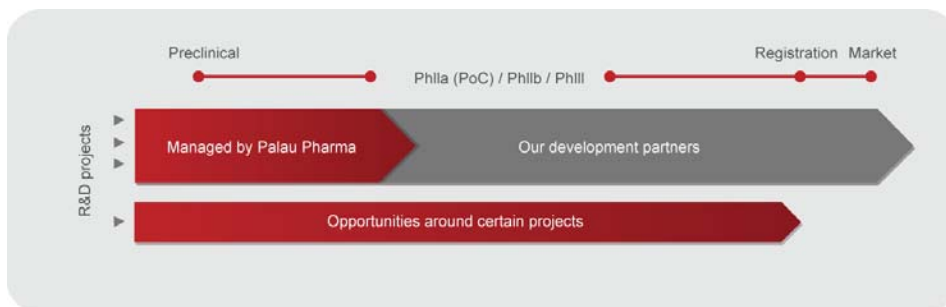 Preclinical
PhIIa (PoC) / PhIIb / PhIII
Registration
Market
R&D projects
Managed by Palau Pharma
Our development partners
Opportunities around certain projects